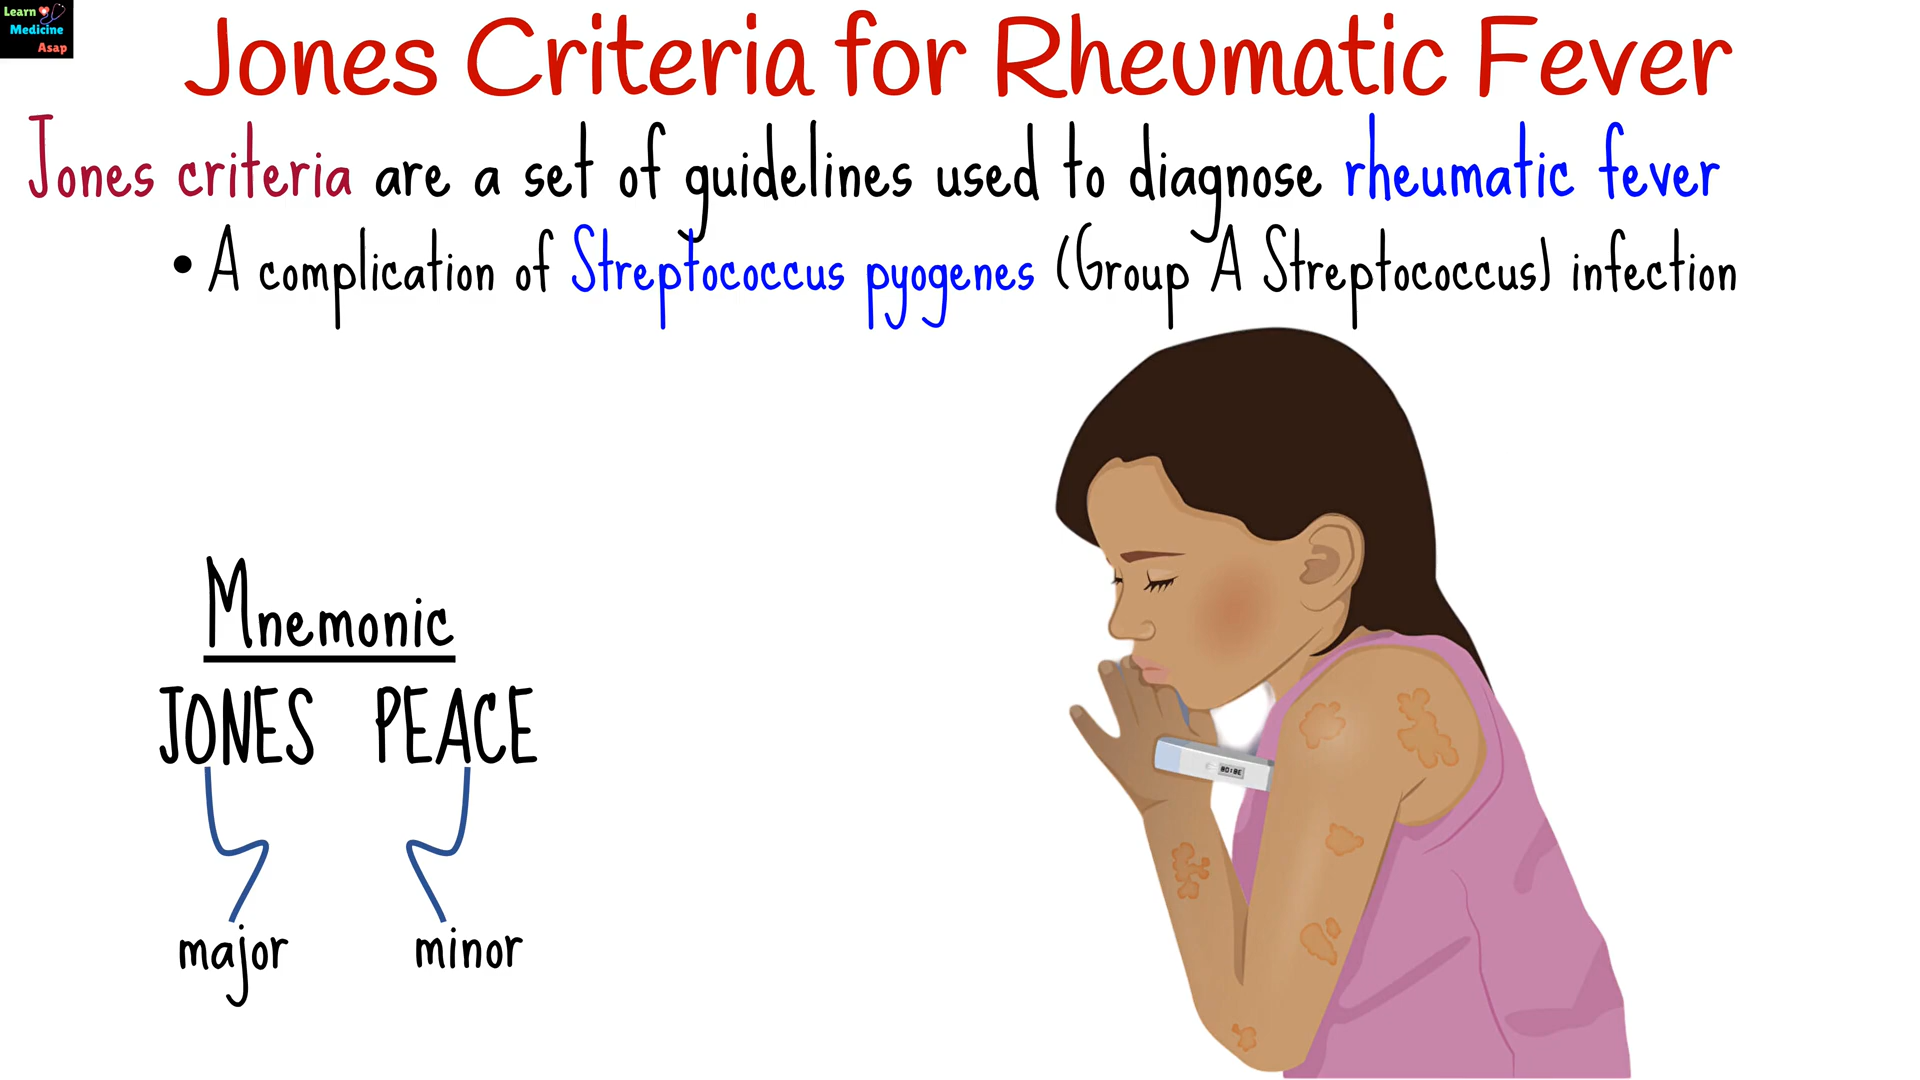 Learn
Medicine
Asap
Jones Criteria for Rheumatic Fever
Jones criteria are a set of guidelines used to diagnose rheumatic fever
• A complication of Streptococcus pyogenes (Group A Streptococcus) infection
Mnemonic
JONES PEACE
major minor